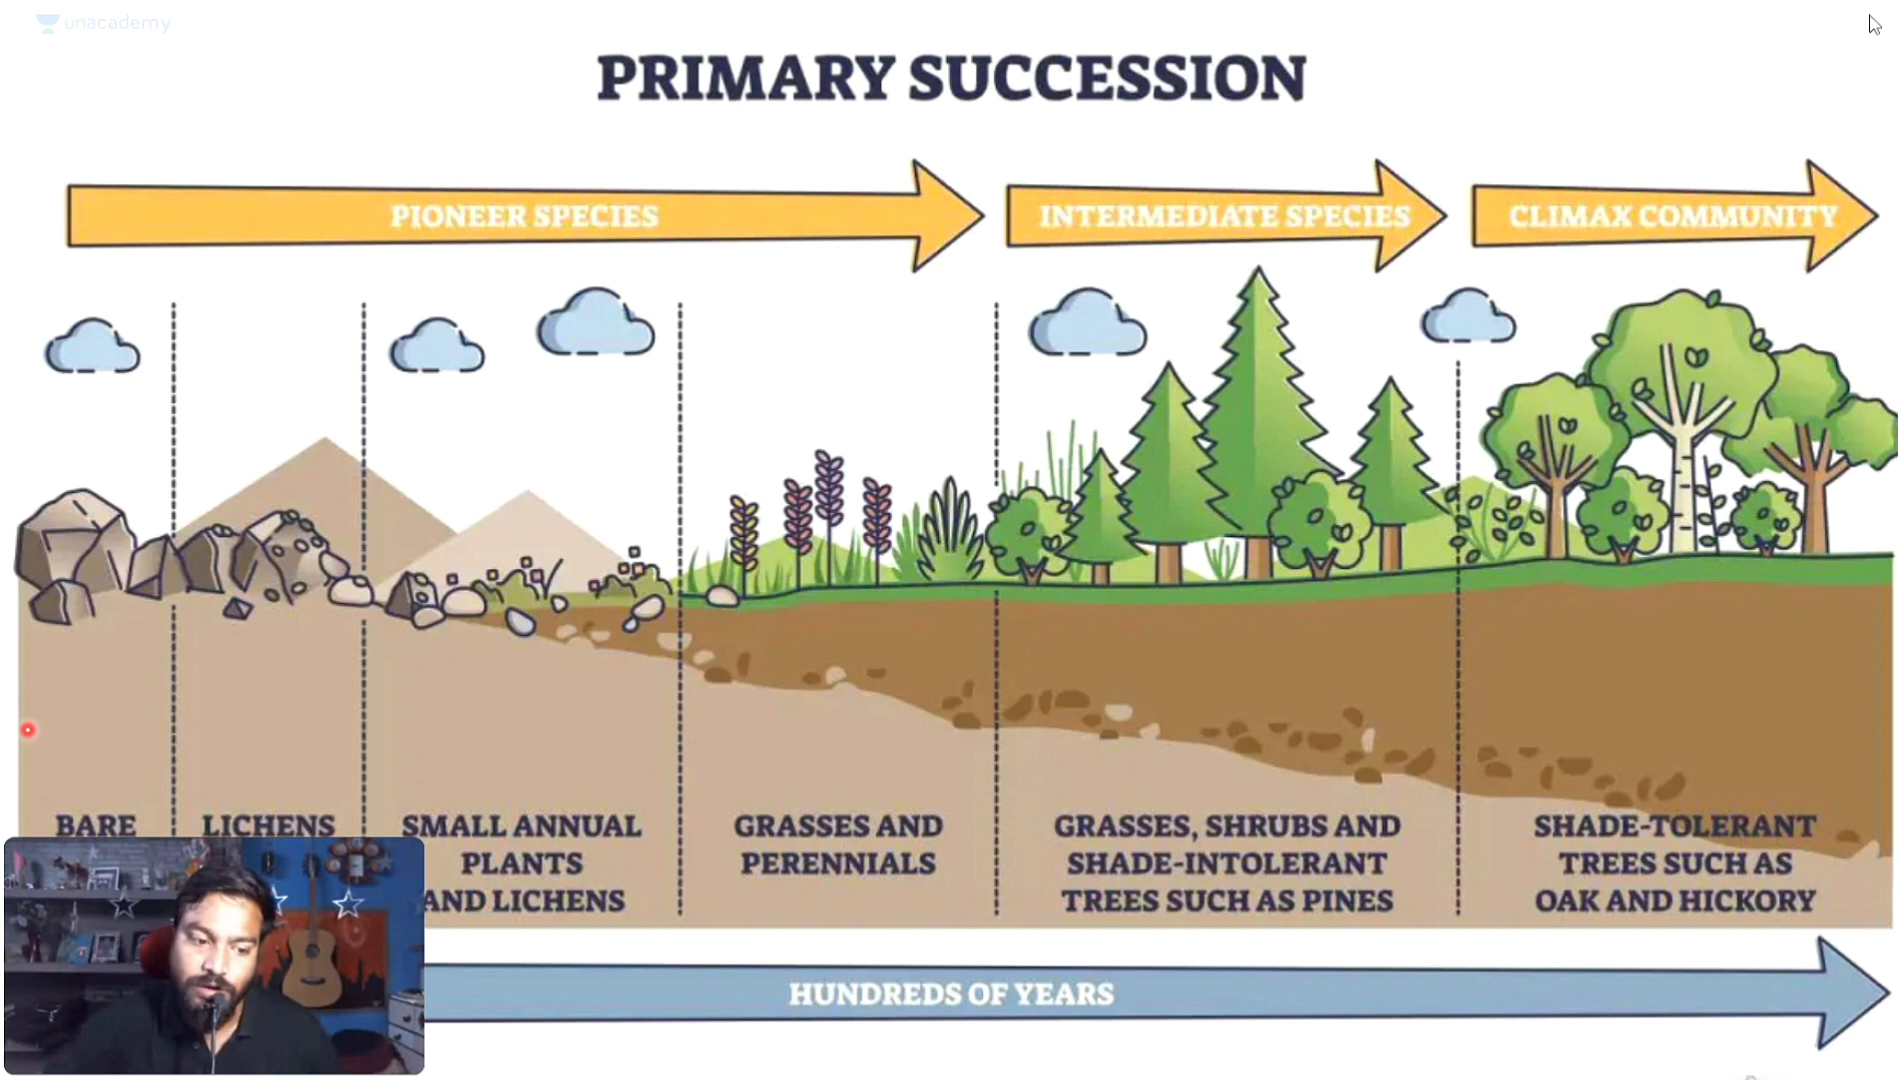 unacademy
PRIMARY SUCCESSION
PIONEER SPECIES
INTERMEDIATE SPECIES
CLIMAX COMMUNITY
BARE
LICHENS
SMALL ANNUAL
PLANTS
AND LICHENS
GRASSES AND
PERENNIALS
GRASSES, SHRUBS AND
SHADE-INTOLERANT
TREES SUCH AS PINES
SHADE-TOLERANT
TREES SUCH AS
OAK AND HICKORY
HUNDREDS OF YEARS